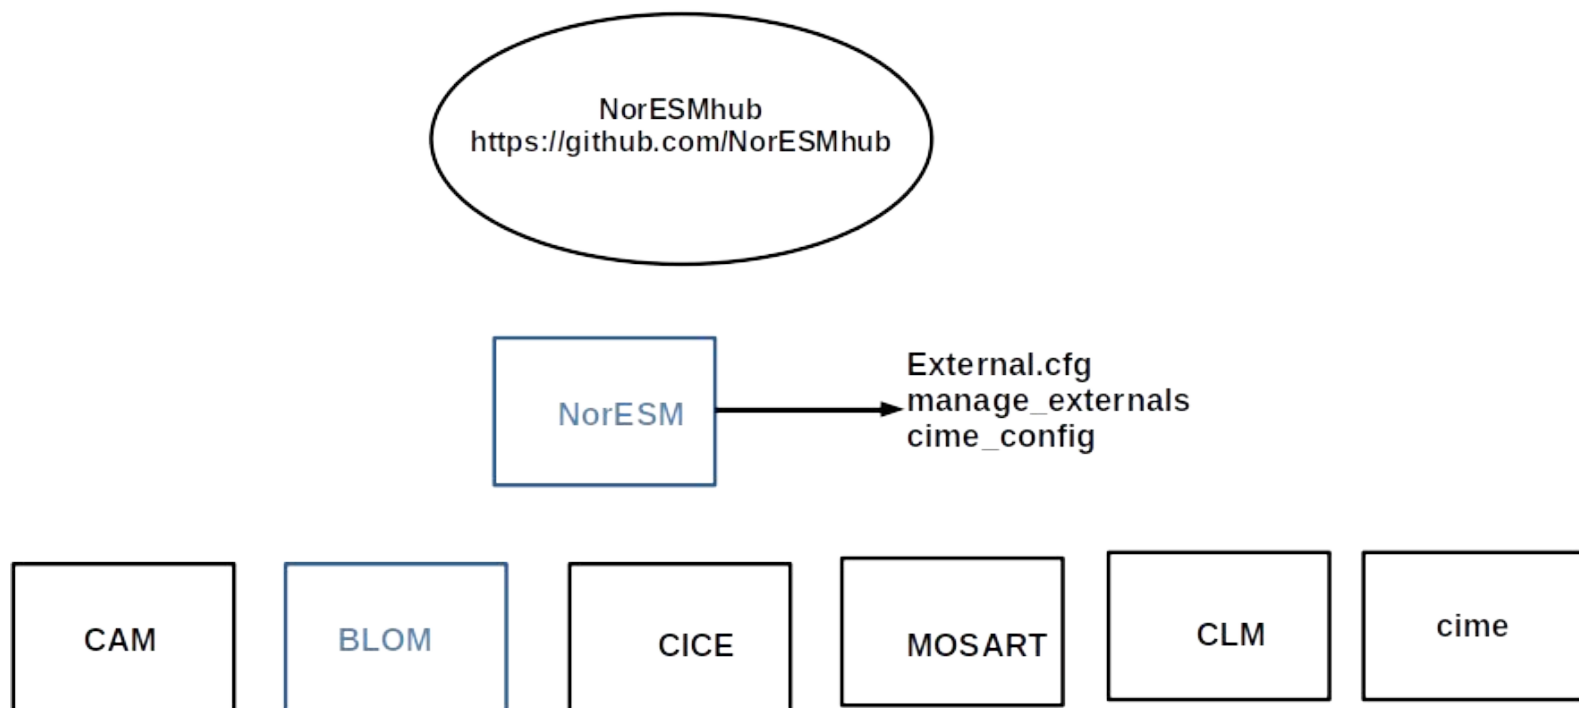 NorESMhub
https://github.com/NorESMhub
NorESM
External.cfg
manage_externals
cime_config
CAM
BLOM
CICE
MOSART
CLM
cime